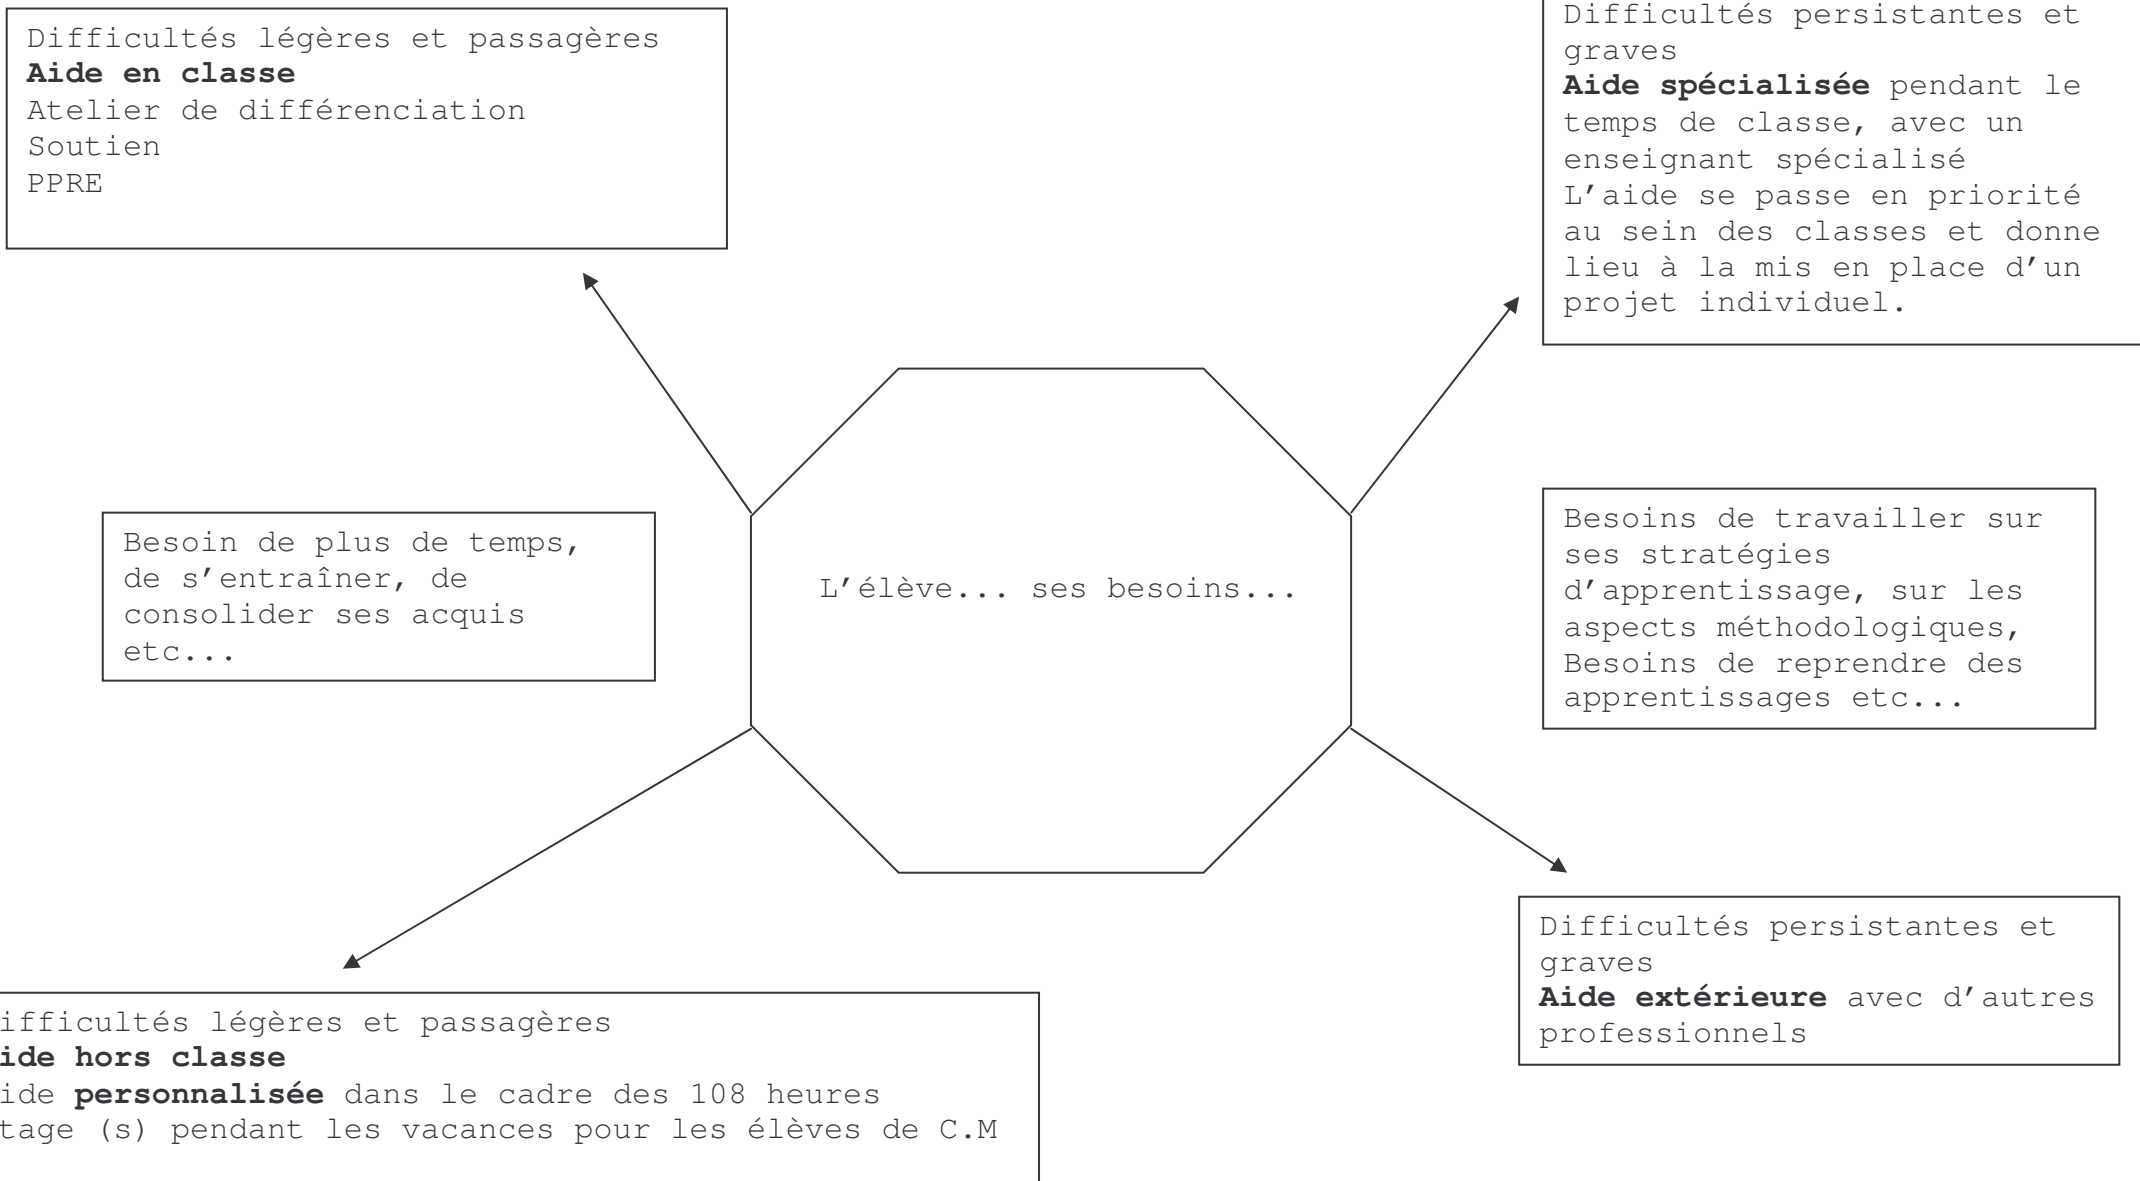 Difficultés légères et passagères
Aide en classe
Atelier de différenciation
Soutien
PPRE
Difficultés persistantes et
graves
Aide spécialisée pendant le
temps de classe, avec un
enseignant spécialisé
L'aide se passe en priorité
au sein des classes et donne
lieu à la mis en place d'un
projet individuel.
Besoin de plus de temps,
de s'entraîner, de
consolider ses acquis
etc...
L'élève... ses besoins...
Besoins de travailler sur
ses stratégies
d'apprentissage, sur les
aspects méthodologiques,
Besoins de reprendre des
apprentissages etc...
ifficultés légères et passagères
ide hors classe
ide personnalisée dans le cadre des 108 heures
tage (s) pendant les vacances pour les élèves de C.M
Difficultés persistantes et
graves
Aide extérieure avec d'autres
professionnels